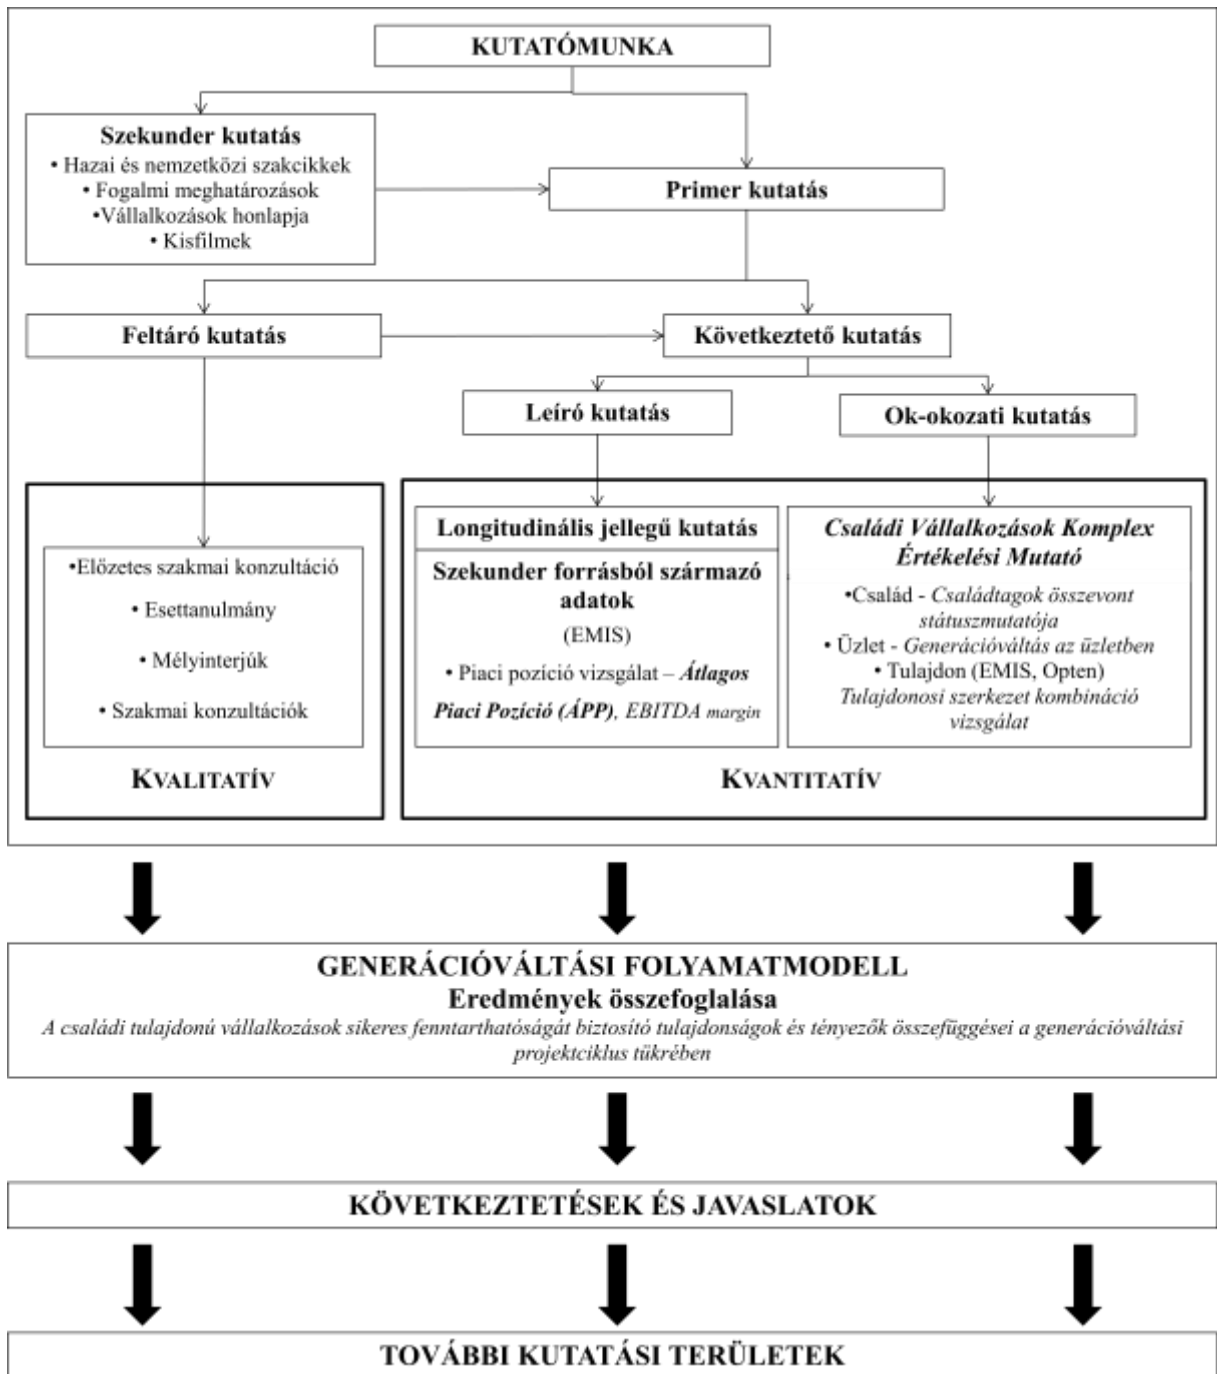 KUTATÓMUNKA
Szekunder kutatás
• Hazai és nemzetközi szakcikkek
• Fogalmi meghatározások
•Vállalkozások honlapja
• Kisfilmek
Primer kutatás
Feltáró kutatás
Következtető kutatás
Leíró kutatás
Ok-okozati kutatás
•Előzetes szakmai konzultáció
• Esettanulmány
• Mélyinterjúk
• Szakmai konzultációk
KVALITATÍV
Longitudinális jellegű kutatás
Szekunder forrásból származó
adatok
(EMIS)
• Piaci pozíció vizsgálat – Átlagos
Piaci Pozíció (ÁPP), EBITDA margin
Családi Vállalkozások Komplex
Értékelési Mutató
•Család - Családtagok összevont
státuszmutatója
• Üzlet - Generációváltás az üzletben
• Tulajdon (EMIS, Opten)
Tulajdonosi szerkezet kombináció
vizsgálat
KVANTITATÍV
GENERÁCIÓVÁLTÁSI FOLYAMATMODELL
Eredmények összefoglalása
A családi tulajdonú vállalkozások sikeres fenntarthatóságát biztosító tulajdonságok és tényezők összefüggései a generációváltási
projektciklus tükrében
KÖVETKEZTETÉSEK ÉS JAVASLATOK
TOVÁBBI KUTATÁSI TERÜLETEK